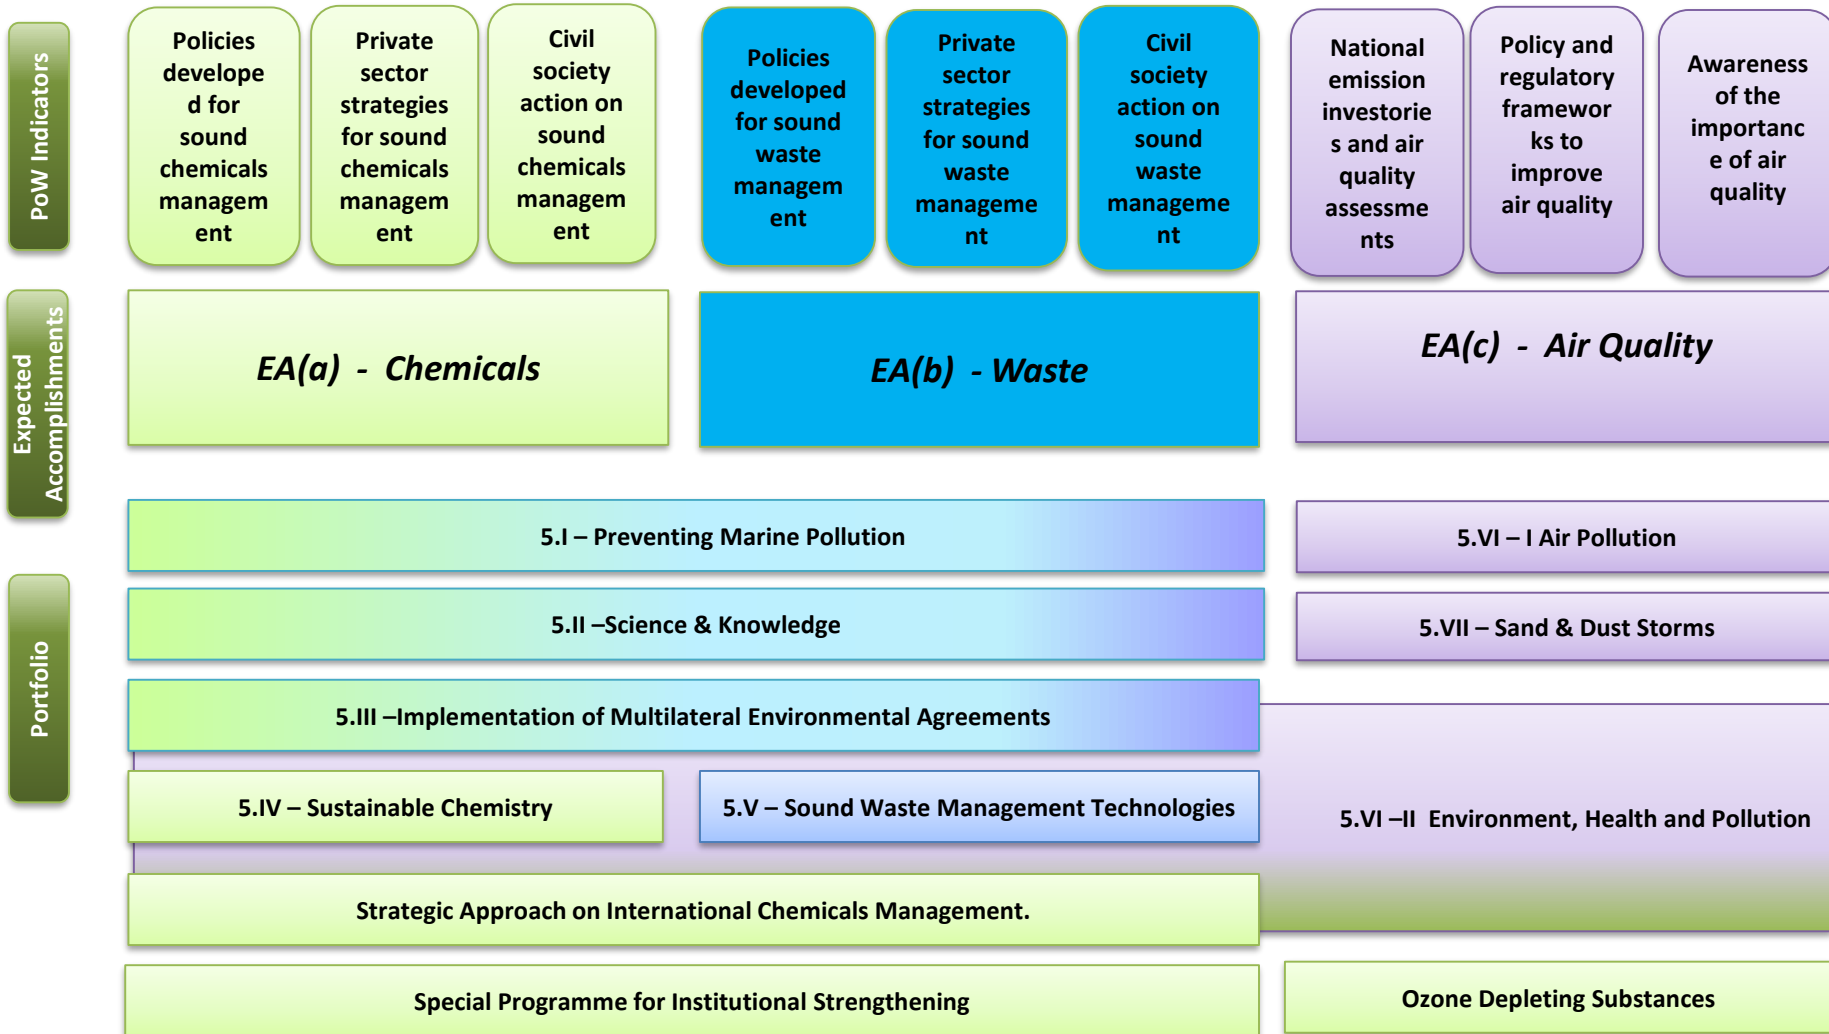 PoW Indicators
Policies
develope
d for
sound
chemicals
managem
ent
Private
sector
strategies
for sound
chemicals
managem
ent
Civil
society
action on
sound
chemicals
managem
ent
Policies
developed
for sound
waste
managem
ent
Private
sector
strategies
for sound
waste
manageme
nt
Civil
society
action on
sound
waste
manageme
nt
National
emission
investorie
s and air
quality
assessme
nts
Policy and
regulatory
framewor
ks to
improve
air quality
Awareness
of the
importanc
e of air
quality
Expected
Accomplishments
EA(a) - Chemicals
EA(b) - Waste
EA(c) - Air Quality
Portfolio
5.I – Preventing Marine Pollution
5.VI – I Air Pollution
5.II –Science & Knowledge
5.VII – Sand & Dust Storms
5.III –Implementation of Multilateral Environmental Agreements
5.IV – Sustainable Chemistry
5.V – Sound Waste Management Technologies
5.VI –II Environment, Health and Pollution
Strategic Approach on International Chemicals Management.
Special Programme for Institutional Strengthening
Ozone Depleting Substances